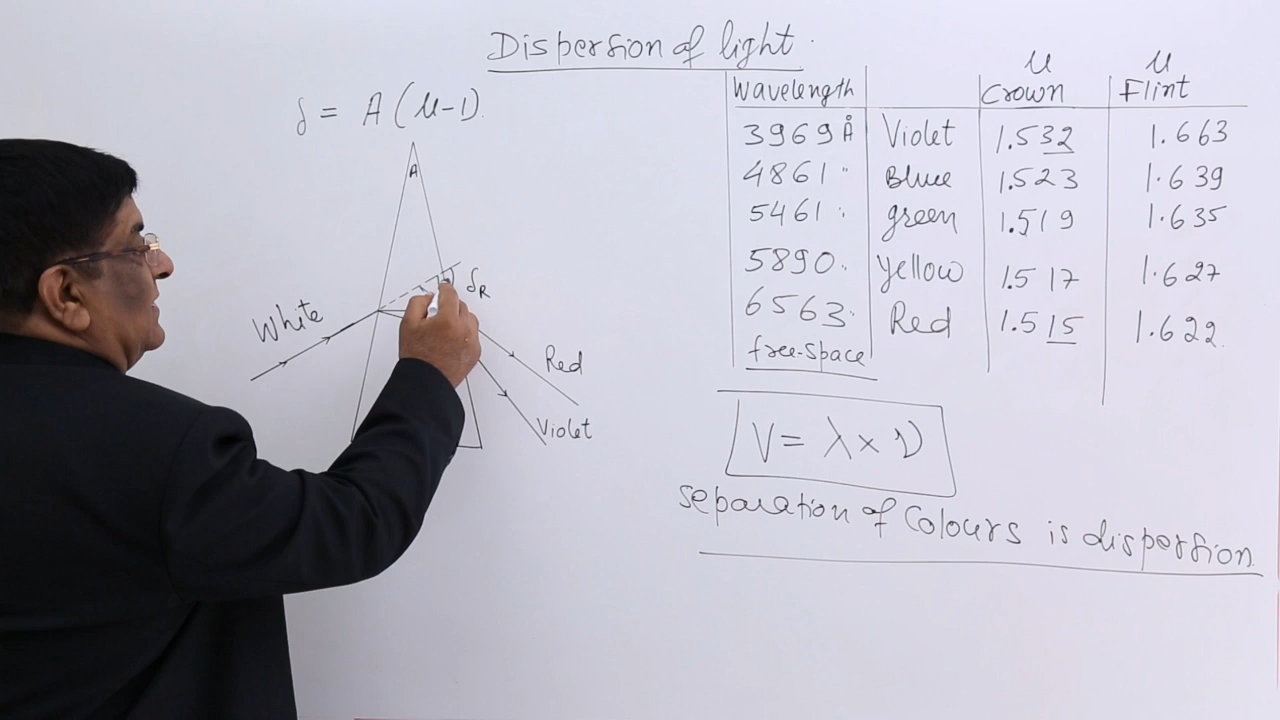 Dispersion of light.
δ = A (μ-1).
A
White
δR
Red
Violet
Wavelength μ Crown μ Flint
3969 Å Violet 1.532 1.663
4861 " Blue 1.523 1.639
5461 " green 1.519 1.635
5890 " Yellow 1.517 1.627
6563 " Red 1.515 1.622
free-space
V = λ × ν
separation of Colours is dispersion.